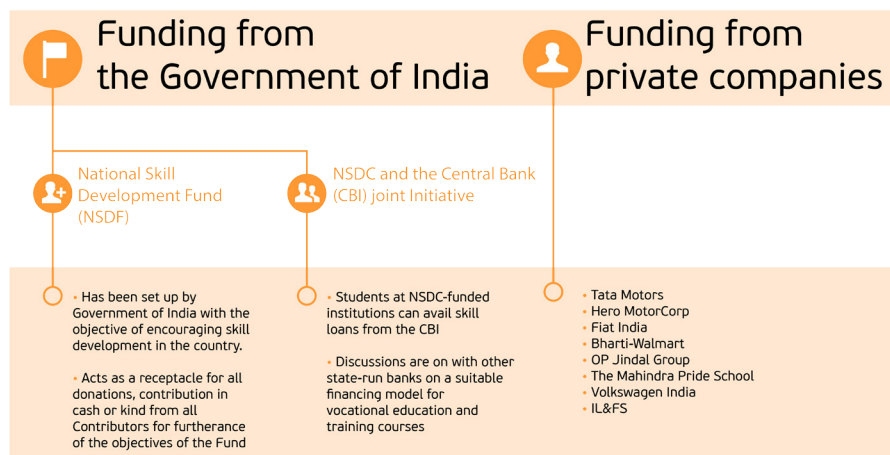 Funding from
the Government of India
Funding from
private companies
National Skill
Development Fund
(NSDF)
NSDC and the Central Bank
(CBI) joint Initiative
• Has been set up by
Government of India with the
objective of encouraging skill
development in the country.
• Acts as a receptacle for all
donations, contribution in
cash or kind from all
Contributors for furtherance
of the objectives of the Fund
• Students at NSDC-funded
institutions can avail skill
loans from the CBI
• Discussions are on with other
state-run banks on a suitable
financing model for
vocational education and
training courses
• Tata Motors
• Hero MotorCorp
• Fiat India
• Bharti-Walmart
• OP Jindal Group
• The Mahindra Pride School
• Volkswagen India
• IL&FS